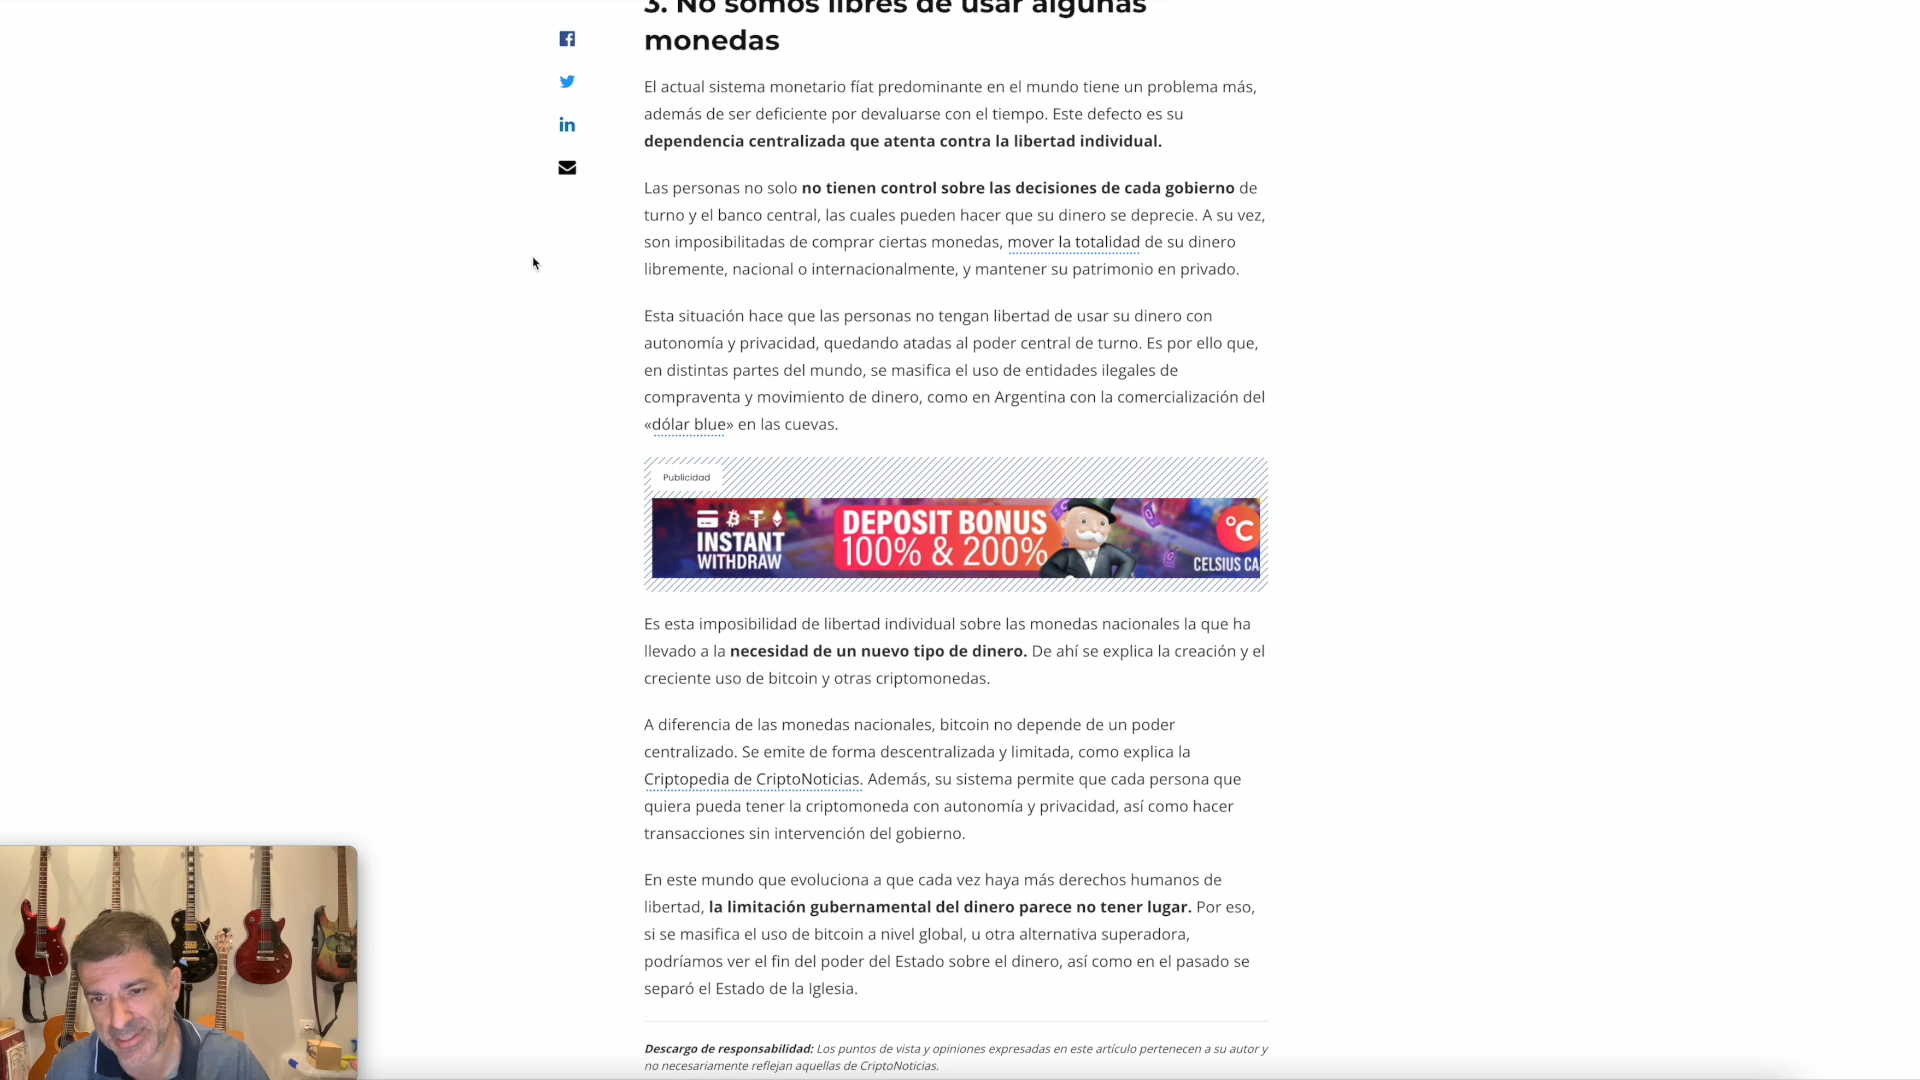 3. No somos libres de usar algunas
monedas
El actual sistema monetario fíat predominante en el mundo tiene un problema más,
además de ser deficiente por devaluarse con el tiempo. Este defecto es su
dependencia centralizada que atenta contra la libertad individual.
Las personas no solo no tienen control sobre las decisiones de cada gobierno de
turno y el banco central, las cuales pueden hacer que su dinero se deprecie. A su vez,
son imposibilitadas de comprar ciertas monedas, mover la totalidad de su dinero
libremente, nacional o internacionalmente, y mantener su patrimonio en privado.
Esta situación hace que las personas no tengan libertad de usar su dinero con
autonomía y privacidad, quedando atadas al poder central de turno. Es por ello que,
en distintas partes del mundo, se masifica el uso de entidades ilegales de
compraventa y movimiento de dinero, como en Argentina con la comercialización del
«dólar blue» en las cuevas.
Publicidad
INSTANT
WITHDRAW
DEPOSIT BONUS
100% & 200%
°C
CELSIUS CA
Es esta imposibilidad de libertad individual sobre las monedas nacionales la que ha
llevado a la necesidad de un nuevo tipo de dinero. De ahí se explica la creación y el
creciente uso de bitcoin y otras criptomonedas.
A diferencia de las monedas nacionales, bitcoin no depende de un poder
centralizado. Se emite de forma descentralizada y limitada, como explica la
Criptopedia de CriptoNoticias. Además, su sistema permite que cada persona que
quiera pueda tener la criptomoneda con autonomía y privacidad, así como hacer
transacciones sin intervención del gobierno.
En este mundo que evoluciona a que cada vez haya más derechos humanos de
libertad, la limitación gubernamental del dinero parece no tener lugar. Por eso,
si se masifica el uso de bitcoin a nivel global, u otra alternativa superadora,
podríamos ver el fin del poder del Estado sobre el dinero, así como en el pasado se
separó el Estado de la Iglesia.
Descargo de responsabilidad: Los puntos de vista y opiniones expresadas en este artículo pertenecen a su autor y
no necesariamente reflejan aquellas de CriptoNoticias.